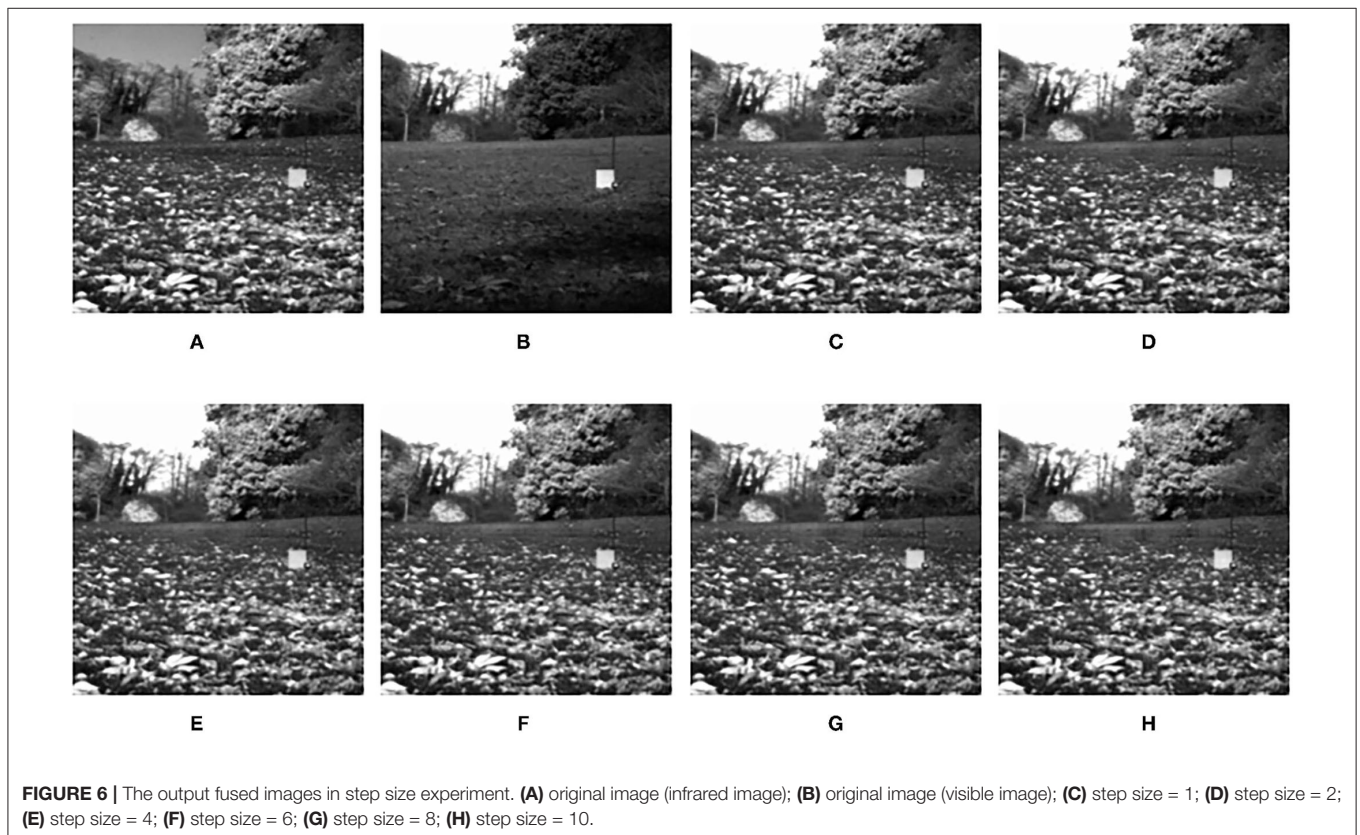 A B C D
E F G H
FIGURE 6 | The output fused images in step size experiment. (A) original image (infrared image); (B) original image (visible image); (C) step size = 1; (D) step size = 2;
(E) step size = 4; (F) step size = 6; (G) step size = 8; (H) step size = 10.